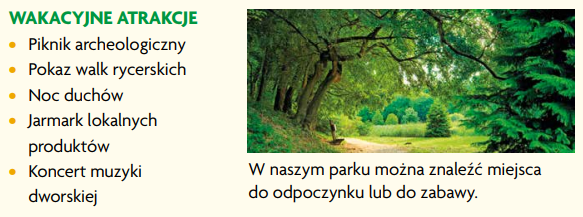 WAKACYJNE ATRAKCJE
• Piknik archeologiczny
• Pokaz walk rycerskich
• Noc duchów
• Jarmark lokalnych
produktów
• Koncert muzyki
dworskiej
W naszym parku można znaleźć miejsca
do odpoczynku lub do zabawy.